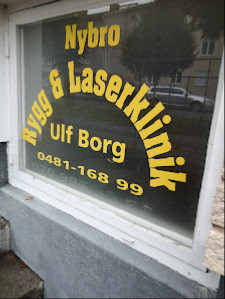 Nybro
Rygg & Laserklinik
Ulf Borg
0481-168 99